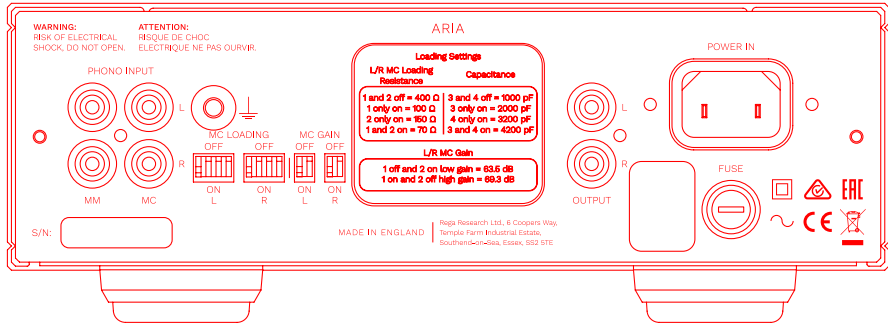 WARNING:
RISK OF ELECTRICAL
SHOCK, DO NOT OPEN.
ATTENTION:
RISQUE DE CHOC
ELECTRIQUE NE PAS OURVIR.
ARIA
POWER IN
PHONO INPUT
L
R
MM
MC
MC LOADING
OFF OFF
ON ON
L R
MC GAIN
OFF OFF
ON ON
L R
Loading Settings
L/R MC Loading
Resistance
1 and 2 off = 400 Ω
1 only on = 100 Ω
2 only on = 150 Ω
1 and 2 on = 70 Ω
Capacitance
3 and 4 off = 1000 pF
3 only on = 2000 pF
4 only on = 3200 pF
3 and 4 on = 4200 pF
L/R MC Gain
1 off and 2 on low gain = 63.5 dB
1 on and 2 off high gain = 69.3 dB
L
R
OUTPUT
FUSE
EAC
CE
S/N:
MADE IN ENGLAND
Rega Research Ltd., 6 Coopers Way,
Temple Farm Industrial Estate,
Southend-on-Sea, Essex, SS2 5TE